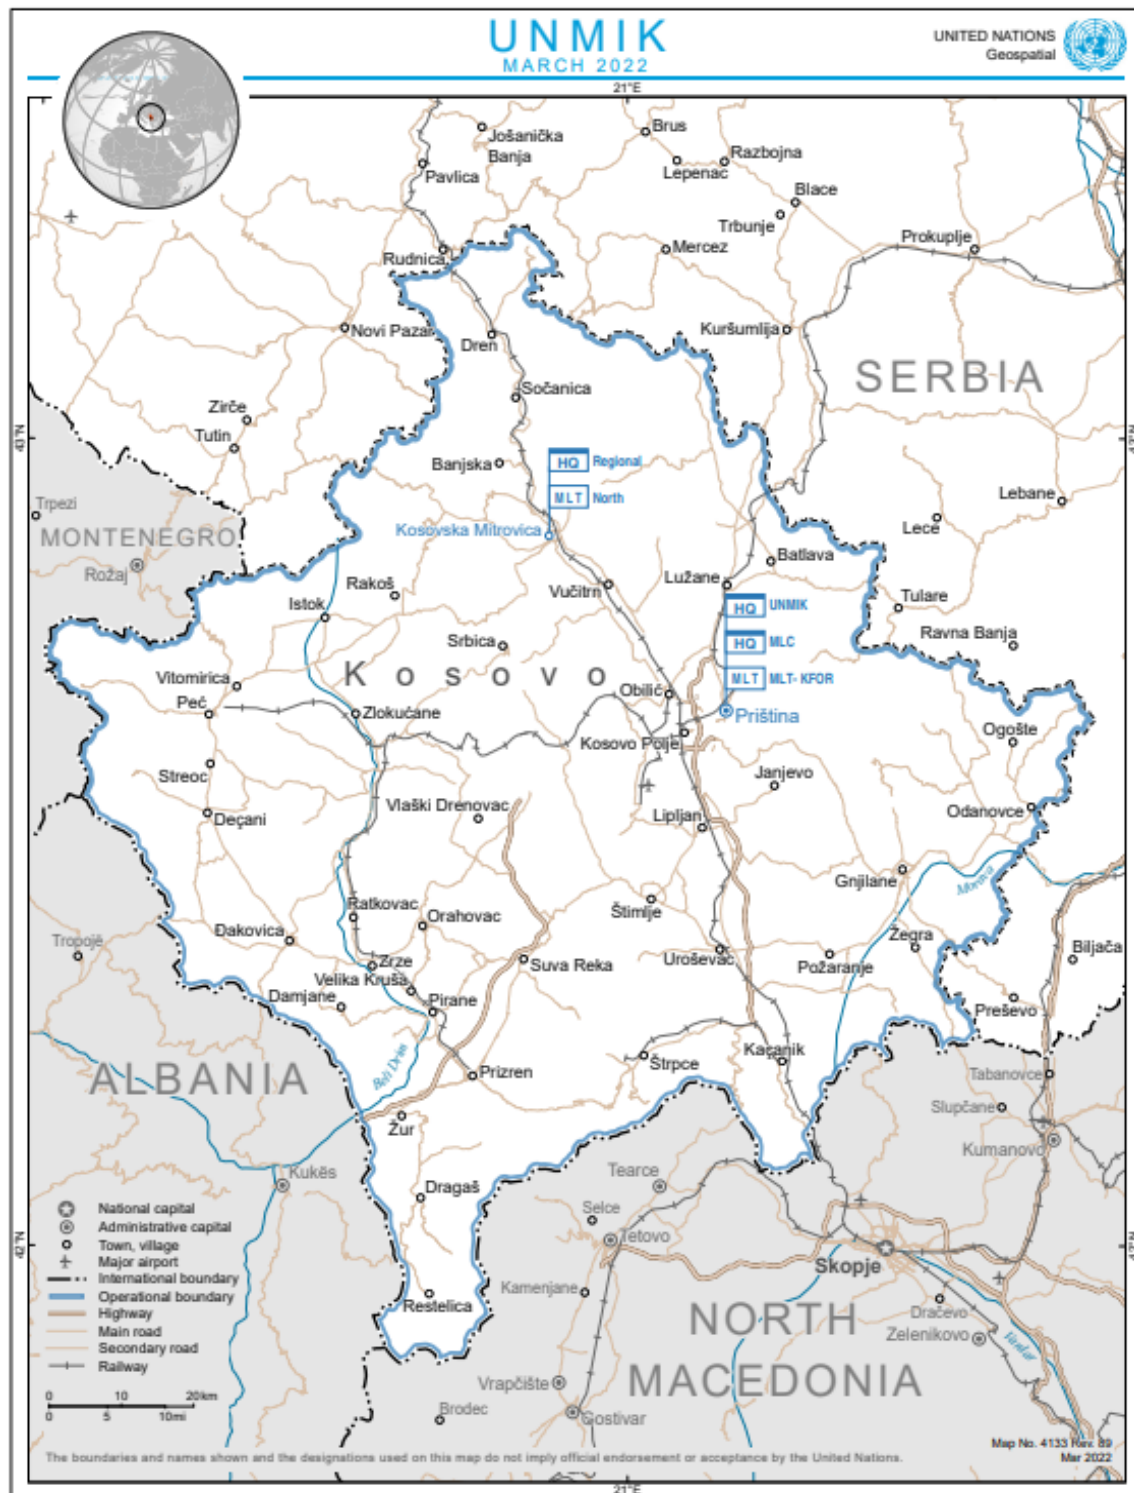 UNMIK
MARCH 2022
UNITED NATIONS
Geospatial
21°E
Jošanička
Banja
Brus
Pavlica
Lepenac
Razbojna
Blace
Trbunje
Rudnica
Mercez
Prokuplje
Novi Pazar
Dren
Kuršumlija
SERBIA
Sočanica
Zirče
Tutin
43°N
Banjska
HQ Regional
MLT North
Trpezi
Lebane
Lece
MONTENEGRO
Kosovska Mitrovica
Rožaj
Batlava
Rakoš
Vučitrn
Lužane
Istok
HQ UNMIK
Tulare
Srbica
HQ MLC
Ravna Banja
Kosovo
Vitomirica
Obilić
MLT MLT- KFOR
Peć
Zlokućane
Priština
Kosovo Polje
Ogošte
Streoc
Janjevo
Vlaški Drenovac
Deçani
Lipljan
Odanovce
Gnjilane
Morava
Ratkovac
Orahovac
Štimlje
Đakovica
Tropojë
Žegra
Biljača
Zrze
Suva Reka
Uroševac
Požaranje
Velika Kruša
Damjane
Pirane
Preševo
Beli Drim
Štrpce
Kaçanik
ALBANIA
Prizren
Tabanovce
Slupčane
Žur
Kumanovo
Kukës
Tearce
Dragaš
Selce
Tetovo
42°N
Skopje
Kamenjane
Restelica
NORTH
MACEDONIA
Dračevo
Zelenikovo
Vardar
Vrapčište
Brodec
Gostivar
National capital
Administrative capital
Town, village
Major airport
International boundary
Operational boundary
Highway
Main road
Secondary road
Railway
0 10 20 km
0 5 10 mi
Map No. 4133 Rev. 89
Mar 2022
The boundaries and names shown and the designations used on this map do not imply official endorsement or acceptance by the United Nations.
21°E